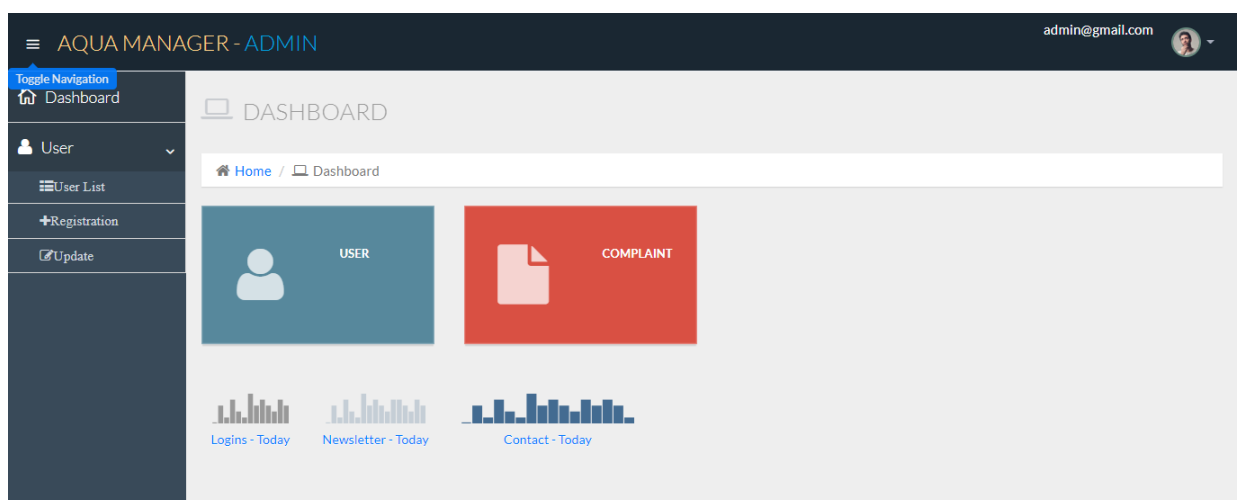 AQUA MANAGER - ADMIN
admin@gmail.com
Toggle Navigation
Dashboard
DASHBOARD
User
Home / Dashboard
User List
Registration
Update
USER
COMPLAINT
Logins - Today
Newsletter - Today
Contact - Today